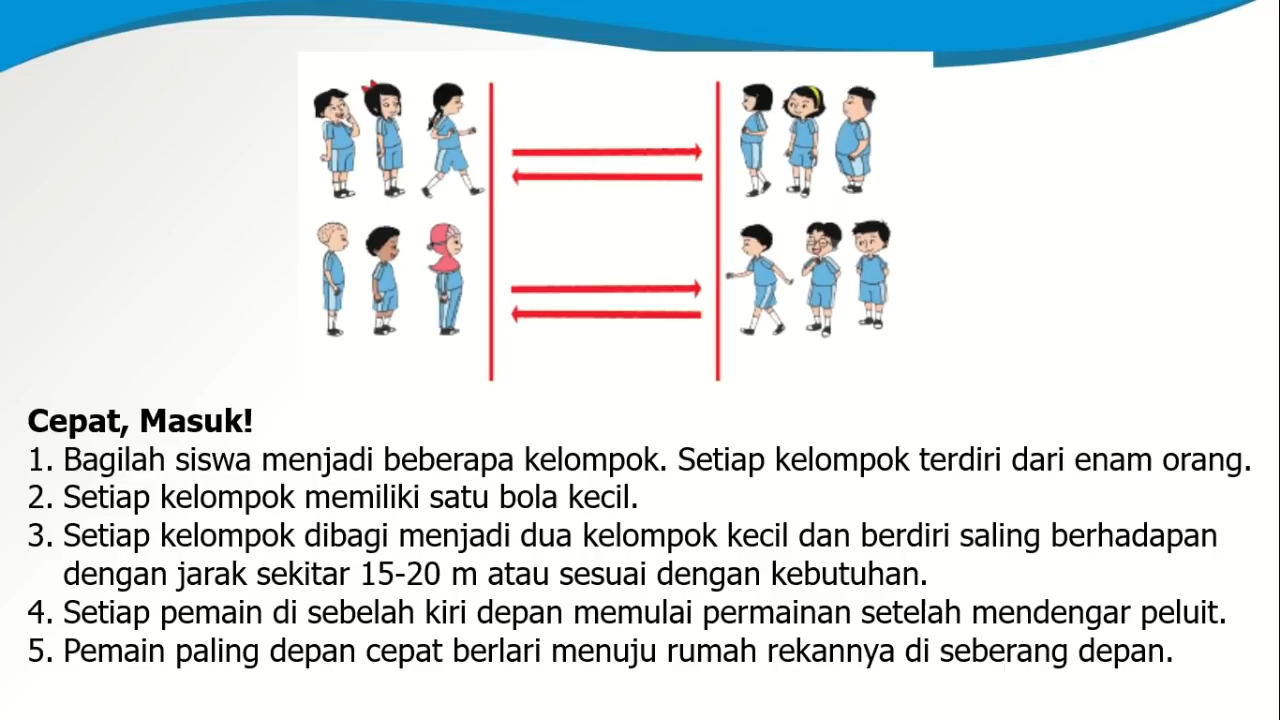 Cepat, Masuk!
1. Bagilah siswa menjadi beberapa kelompok. Setiap kelompok terdiri dari enam orang.
2. Setiap kelompok memiliki satu bola kecil.
3. Setiap kelompok dibagi menjadi dua kelompok kecil dan berdiri saling berhadapan
dengan jarak sekitar 15-20 m atau sesuai dengan kebutuhan.
4. Setiap pemain di sebelah kiri depan memulai permainan setelah mendengar peluit.
5. Pemain paling depan cepat berlari menuju rumah rekannya di seberang depan.